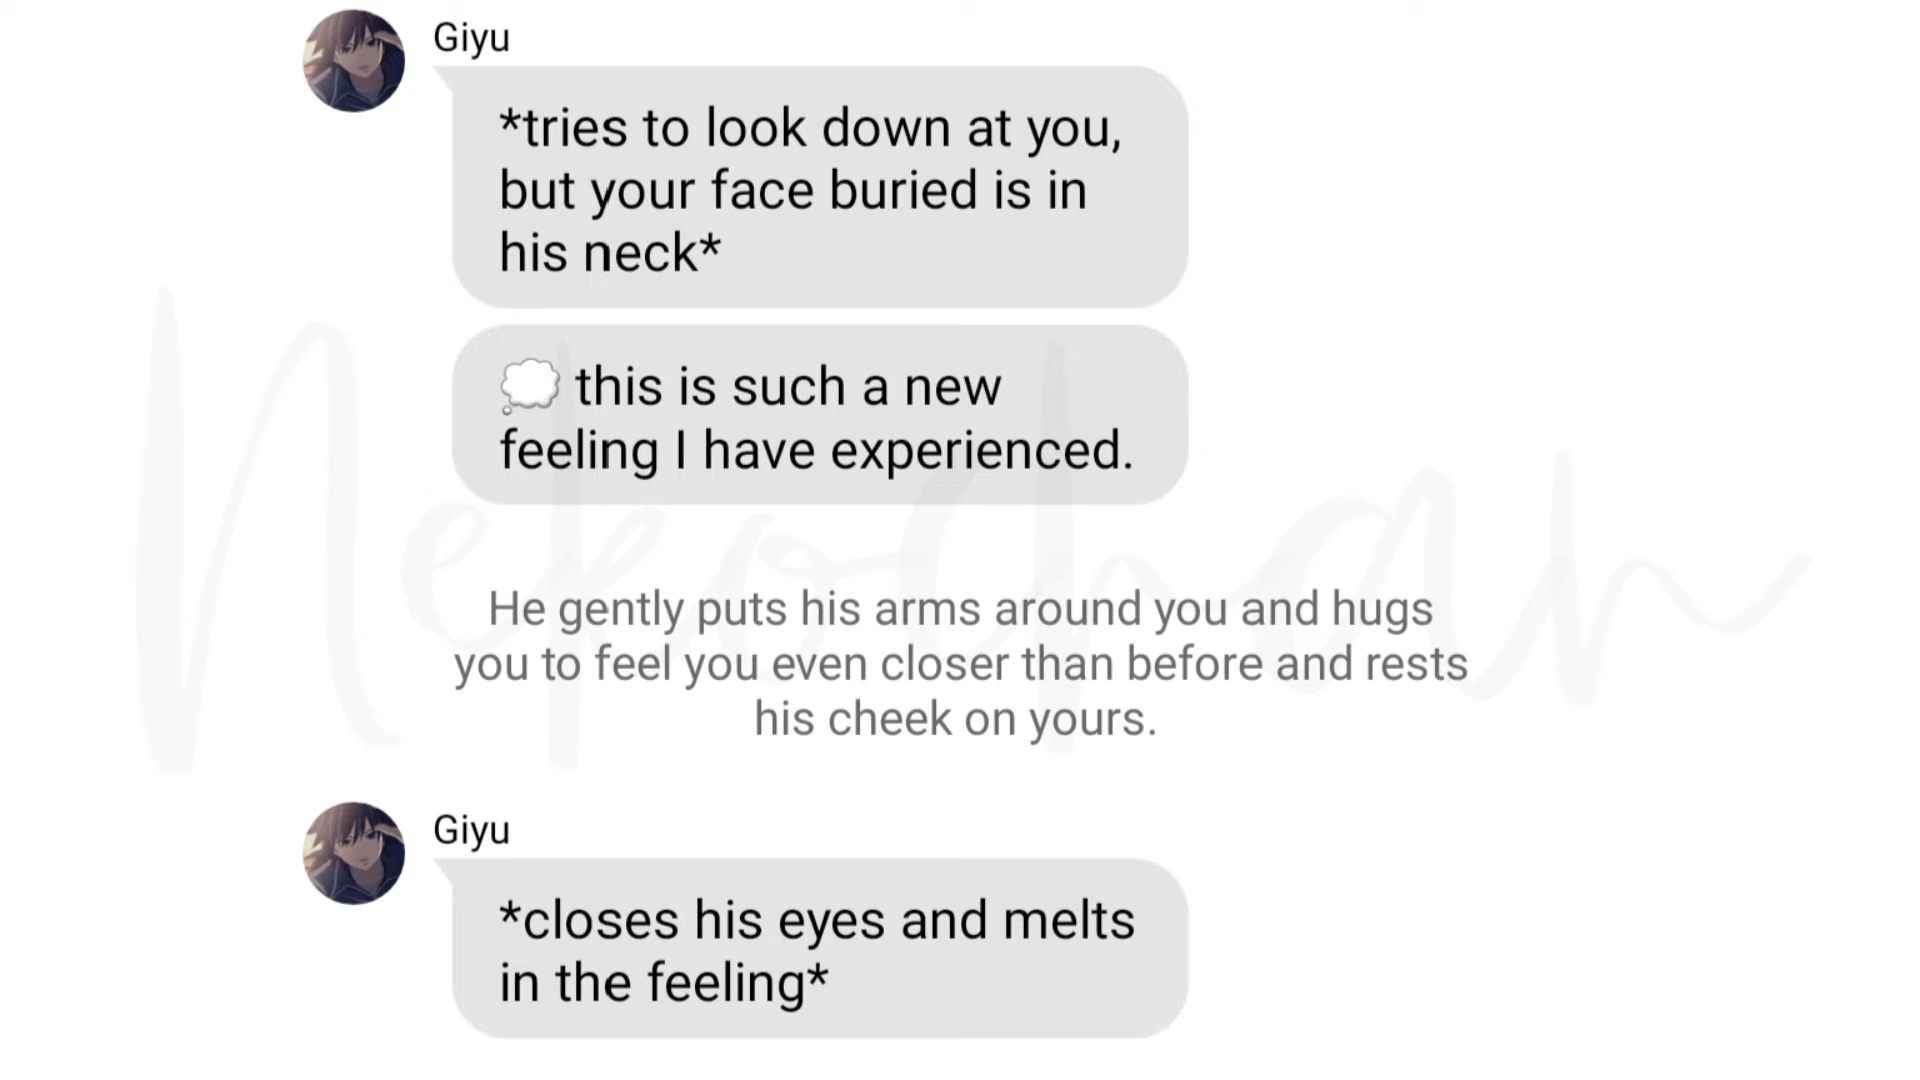 Giyu
*tries to look down at you,
but your face buried is in
his neck*
💭 this is such a new
feeling I have experienced.
He gently puts his arms around you and hugs
you to feel you even closer than before and rests
his cheek on yours.
Giyu
*closes his eyes and melts
in the feeling*
Nekochan